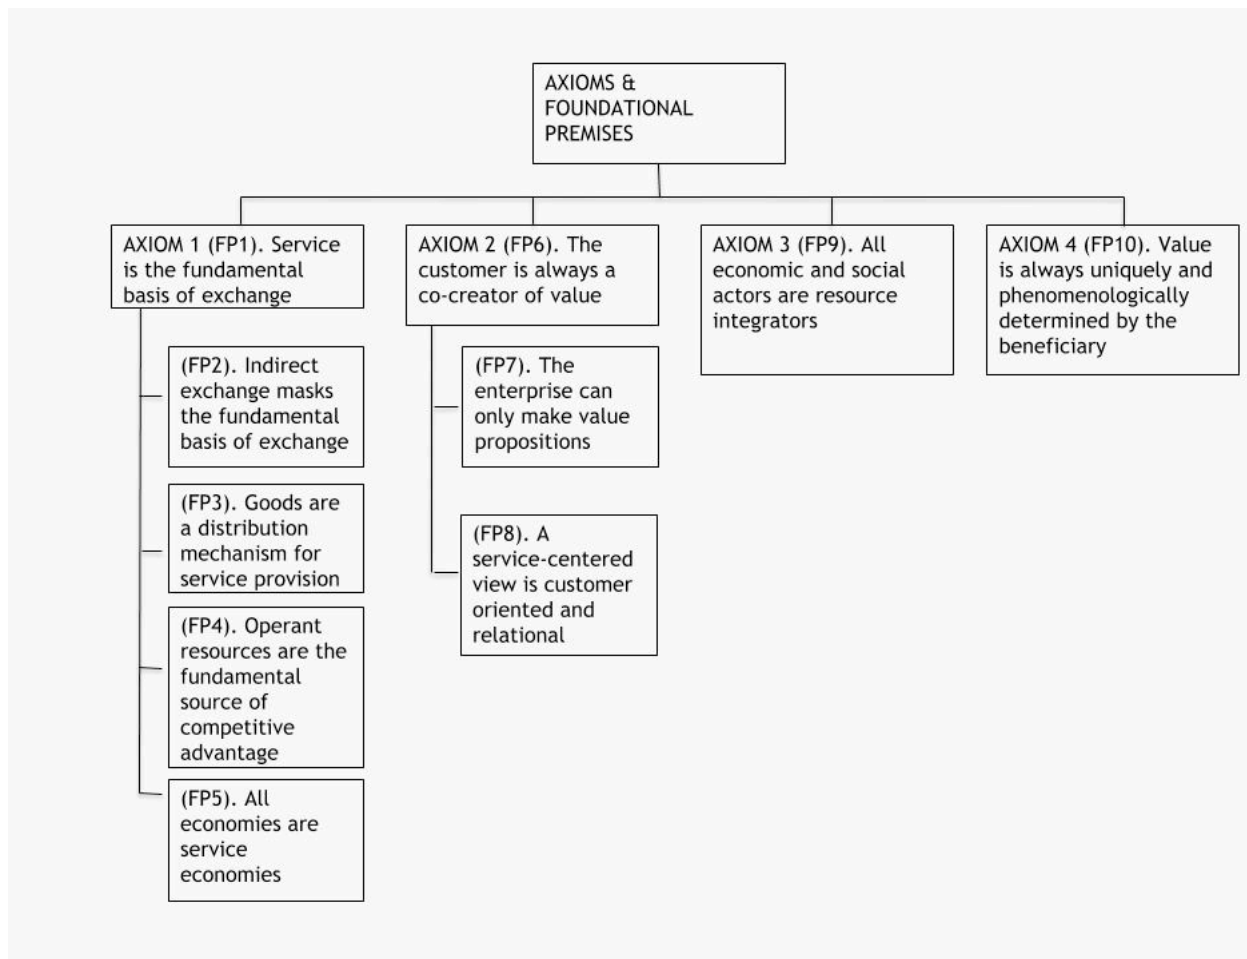 AXIOMS &
FOUNDATIONAL
PREMISES
AXIOM 1 (FP1). Service
is the fundamental
basis of exchange
(FP2). Indirect
exchange masks
the fundamental
basis of exchange
(FP3). Goods are
a distribution
mechanism for
service provision
(FP4). Operant
resources are the
fundamental
source of
competitive
advantage
(FP5). All
economies are
service
economies
AXIOM 2 (FP6). The
customer is always a
co-creator of value
(FP7). The
enterprise can
only make value
propositions
(FP8). A
service-centered
view is customer
oriented and
relational
AXIOM 3 (FP9). All
economic and social
actors are resource
integrators
AXIOM 4 (FP10). Value
is always uniquely and
phenomenologically
determined by the
beneficiary